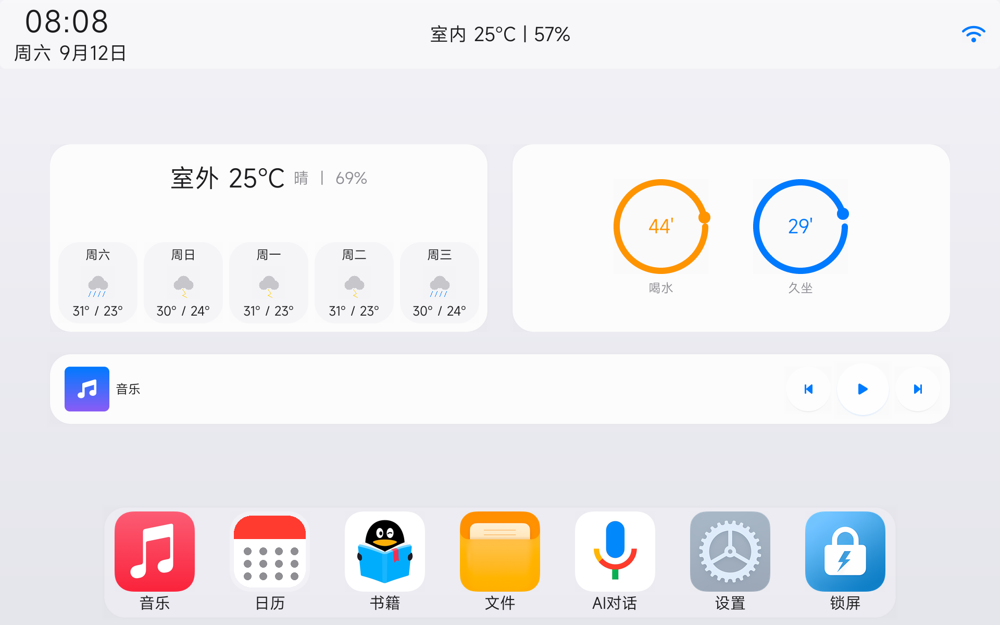 08:08
周六 9月12日
室内 25°C | 57%
室外 25°C 晴 | 69%
周六
31° / 23°
周日
30° / 24°
周一
31° / 23°
周二
31° / 23°
周三
30° / 24°
44'
喝水
29'
久坐
音乐
音乐
日历
书籍
文件
AI对话
设置
锁屏